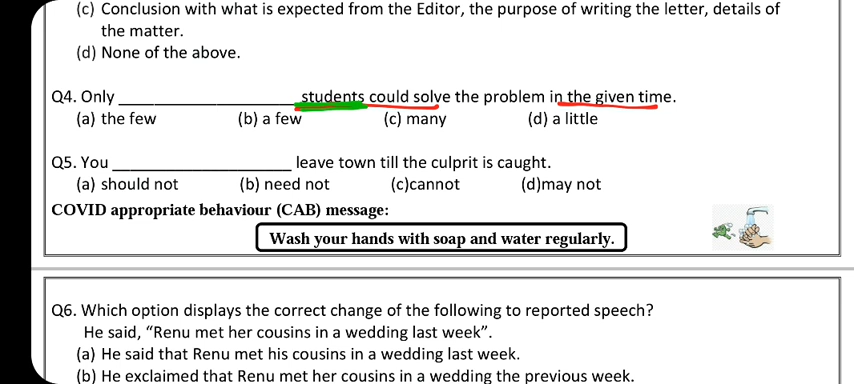 (c) Conclusion with what is expected from the Editor, the purpose of writing the letter, details of
the matter.
(d) None of the above.
Q4. Only ____________________ students could solve the problem in the given time.
(a) the few (b) a few (c) many (d) a little
Q5. You ____________________ leave town till the culprit is caught.
(a) should not (b) need not (c)cannot (d)may not
COVID appropriate behaviour (CAB) message:
Wash your hands with soap and water regularly.
Q6. Which option displays the correct change of the following to reported speech?
He said, “Renu met her cousins in a wedding last week”.
(a) He said that Renu met his cousins in a wedding last week.
(b) He exclaimed that Renu met her cousins in a wedding the previous week.